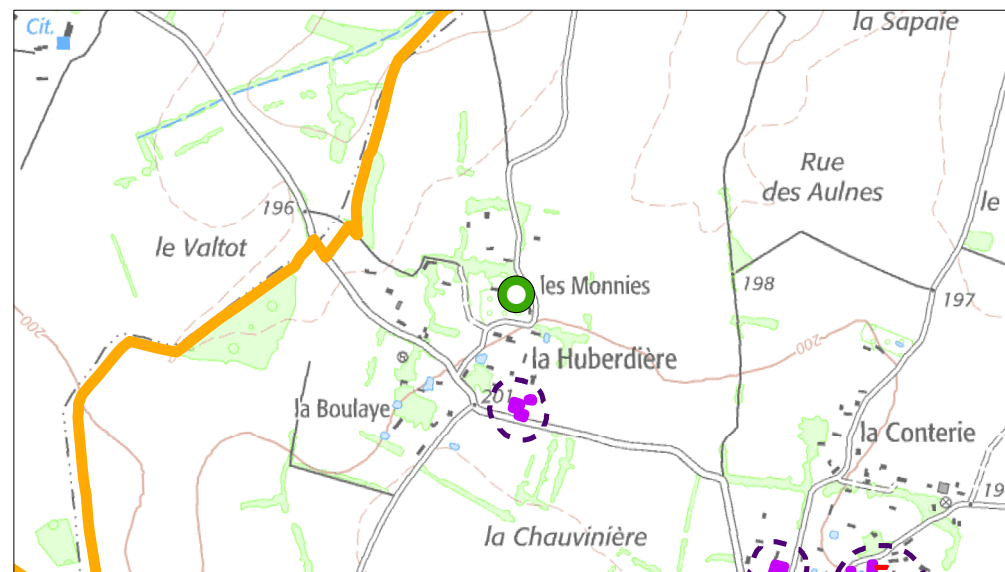 Cit.
la Sapaie
Rue
des Aulnes
196
le
le Valtot
198
les Monnies
197
200
200
la Huberdière
201
la Boulaye
la Conterie
19
la Chauvinière